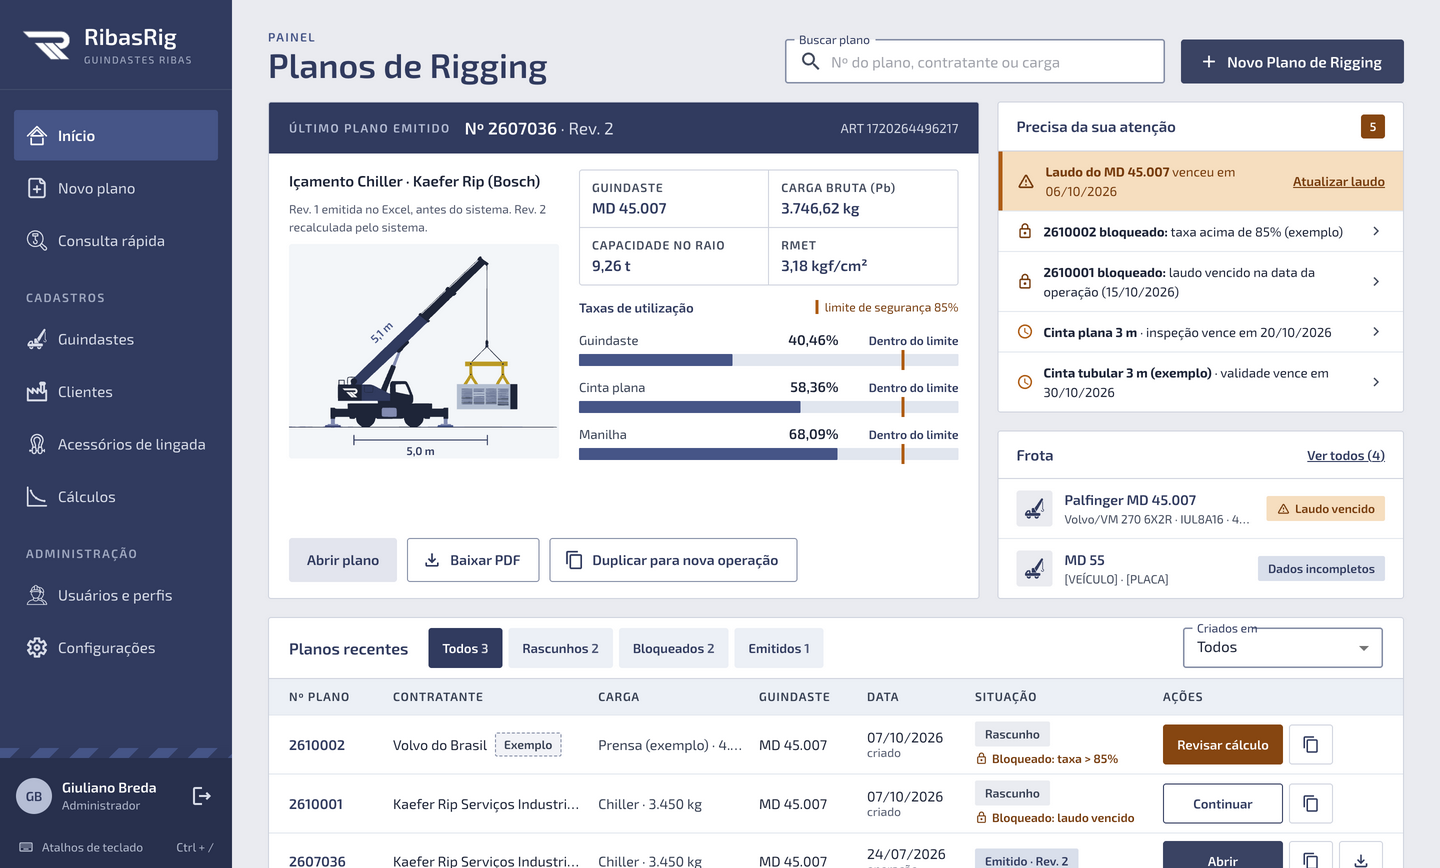 RibasRig
GUINDASTES RIBAS
Início
Novo plano
Consulta rápida
CADASTROS
Guindastes
Clientes
Acessórios de lingada
Cálculos
ADMINISTRAÇÃO
Usuários e perfis
Configurações
GB
Giuliano Breda
Administrador
Atalhos de teclado Ctrl + /
PAINEL
Planos de Rigging
Buscar plano
Nº do plano, contratante ou carga
Novo Plano de Rigging
ÚLTIMO PLANO EMITIDO Nº 2607036 · Rev. 2 ART 1720264496217
Içamento Chiller · Kaefer Rip (Bosch)
Rev. 1 emitida no Excel, antes do sistema. Rev. 2
recalculada pelo sistema.
5,1 m
5,0 m
GUINDASTE
MD 45.007
CARGA BRUTA (Pb)
3.746,62 kg
CAPACIDADE NO RAIO
9,26 t
RMET
3,18 kgf/cm²
Taxas de utilização limite de segurança 85%
Guindaste 40,46% Dentro do limite
Cinta plana 58,36% Dentro do limite
Manilha 68,09% Dentro do limite
Abrir plano
Baixar PDF
Duplicar para nova operação
Precisa da sua atenção 5
Laudo do MD 45.007 venceu em
06/10/2026
Atualizar laudo
2610002 bloqueado: taxa acima de 85% (exemplo)
2610001 bloqueado: laudo vencido na data da
operação (15/10/2026)
Cinta plana 3 m · inspeção vence em 20/10/2026
Cinta tubular 3 m (exemplo) · validade vence em
30/10/2026
Frota Ver todos (4)
Palfinger MD 45.007
Volvo/VM 270 6X2R · IUL8A16 · 4...
Laudo vencido
MD 55
[VEÍCULO] · [PLACA]
Dados incompletos
Planos recentes
Todos 3
Rascunhos 2
Bloqueados 2
Emitidos 1
Criados em
Todos
Nº PLANO CONTRATANTE CARGA GUINDASTE DATA SITUAÇÃO AÇÕES
2610002 Volvo do Brasil Exemplo Prensa (exemplo) · 4.... MD 45.007 07/10/2026
criado
Rascunho
Bloqueado: taxa > 85%
Revisar cálculo
2610001 Kaefer Rip Serviços Industri... Chiller · 3.450 kg MD 45.007 07/10/2026
criado
Rascunho
Bloqueado: laudo vencido
Continuar
2607036 Kaefer Rip Serviços Industri... Chiller · 3.450 kg MD 45.007 24/07/2026
operação
Emitido · Rev. 2
Abrir